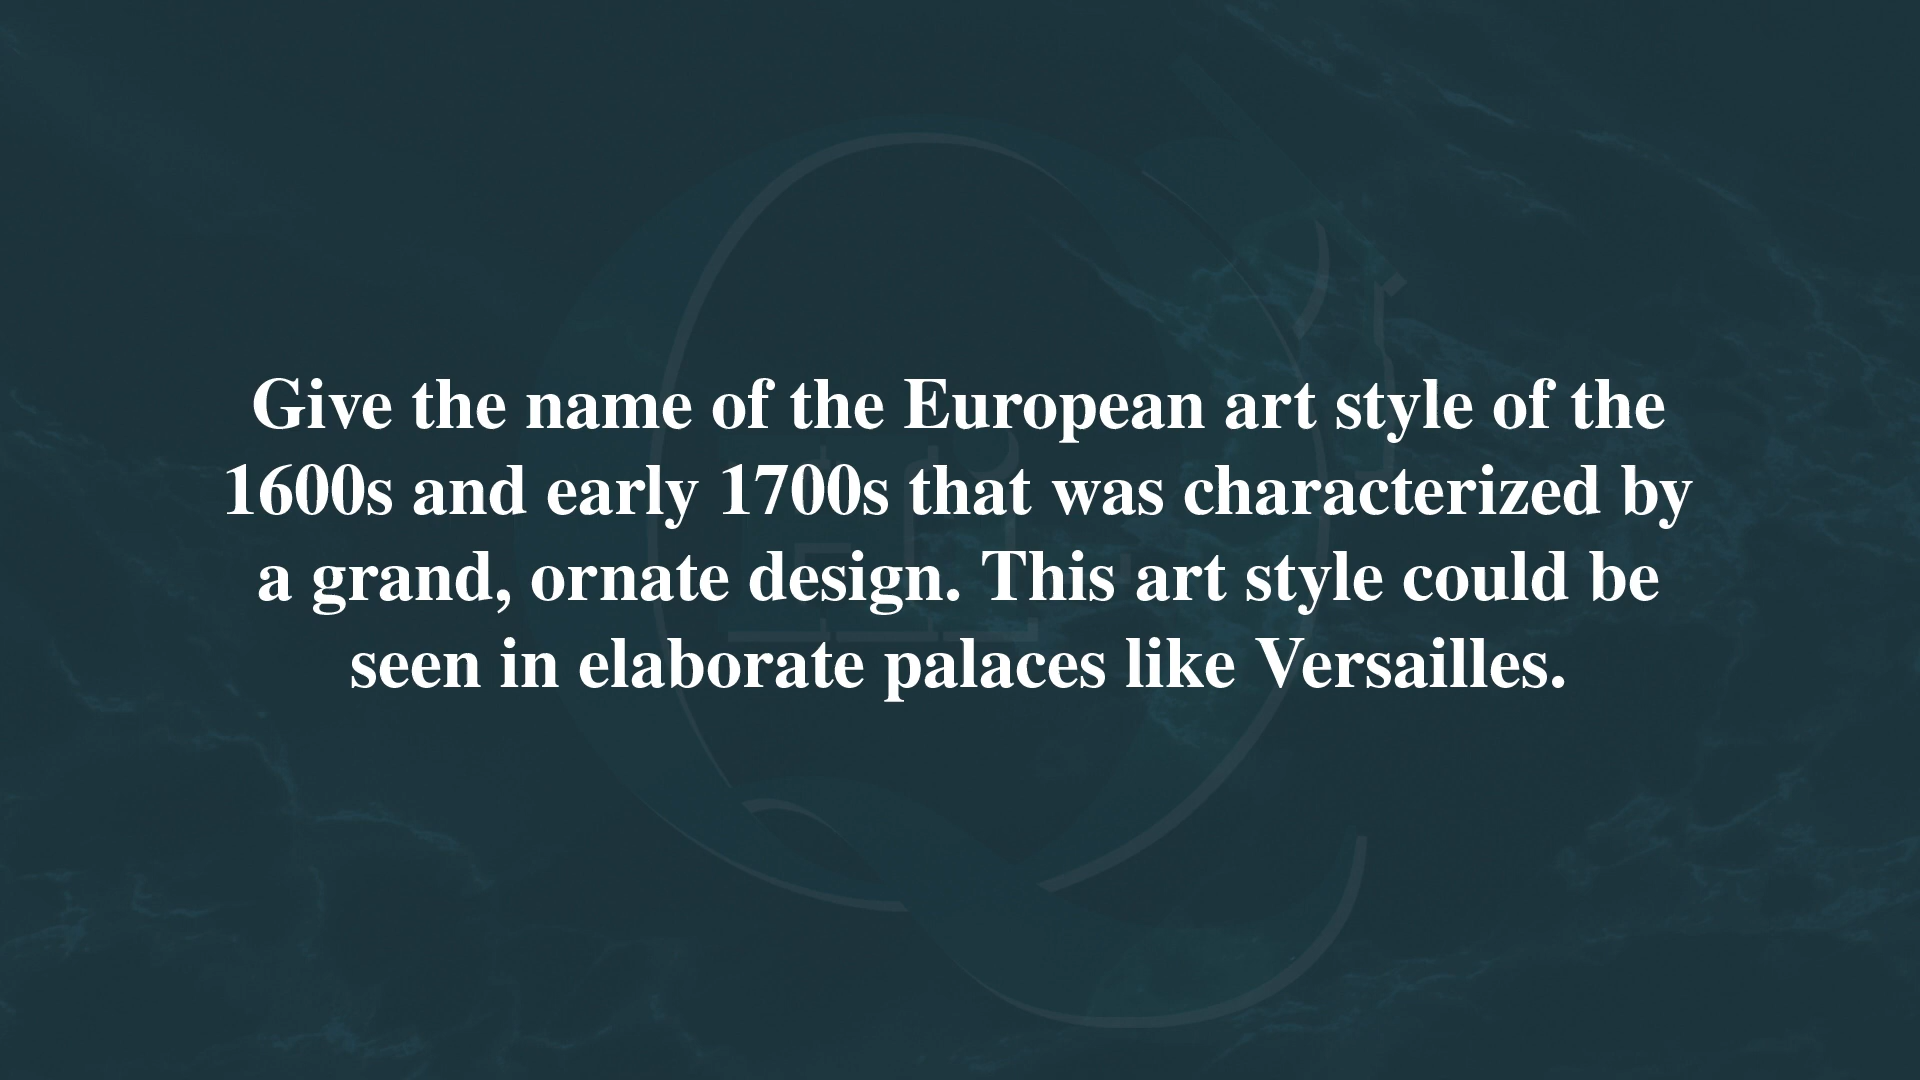 Give the name of the European art style of the
1600s and early 1700s that was characterized by
a grand, ornate design. This art style could be
seen in elaborate palaces like Versailles.